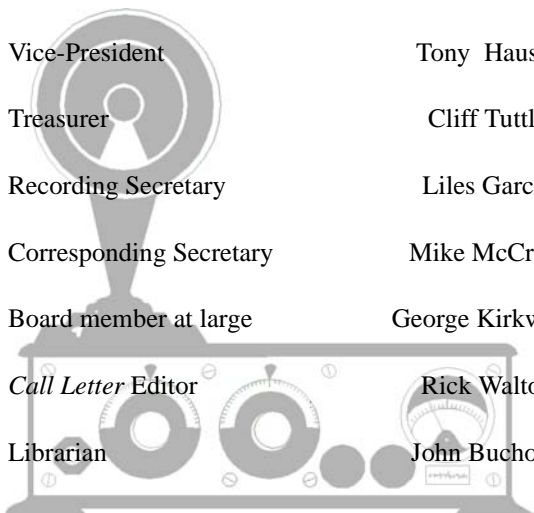 Vice-President Tony Haus
Treasurer Cliff Tuttl
Recording Secretary Liles Garc
Corresponding Secretary Mike McCr
Board member at large George Kirkw
Call Letter Editor Rick Walto
Librarian John Bucho